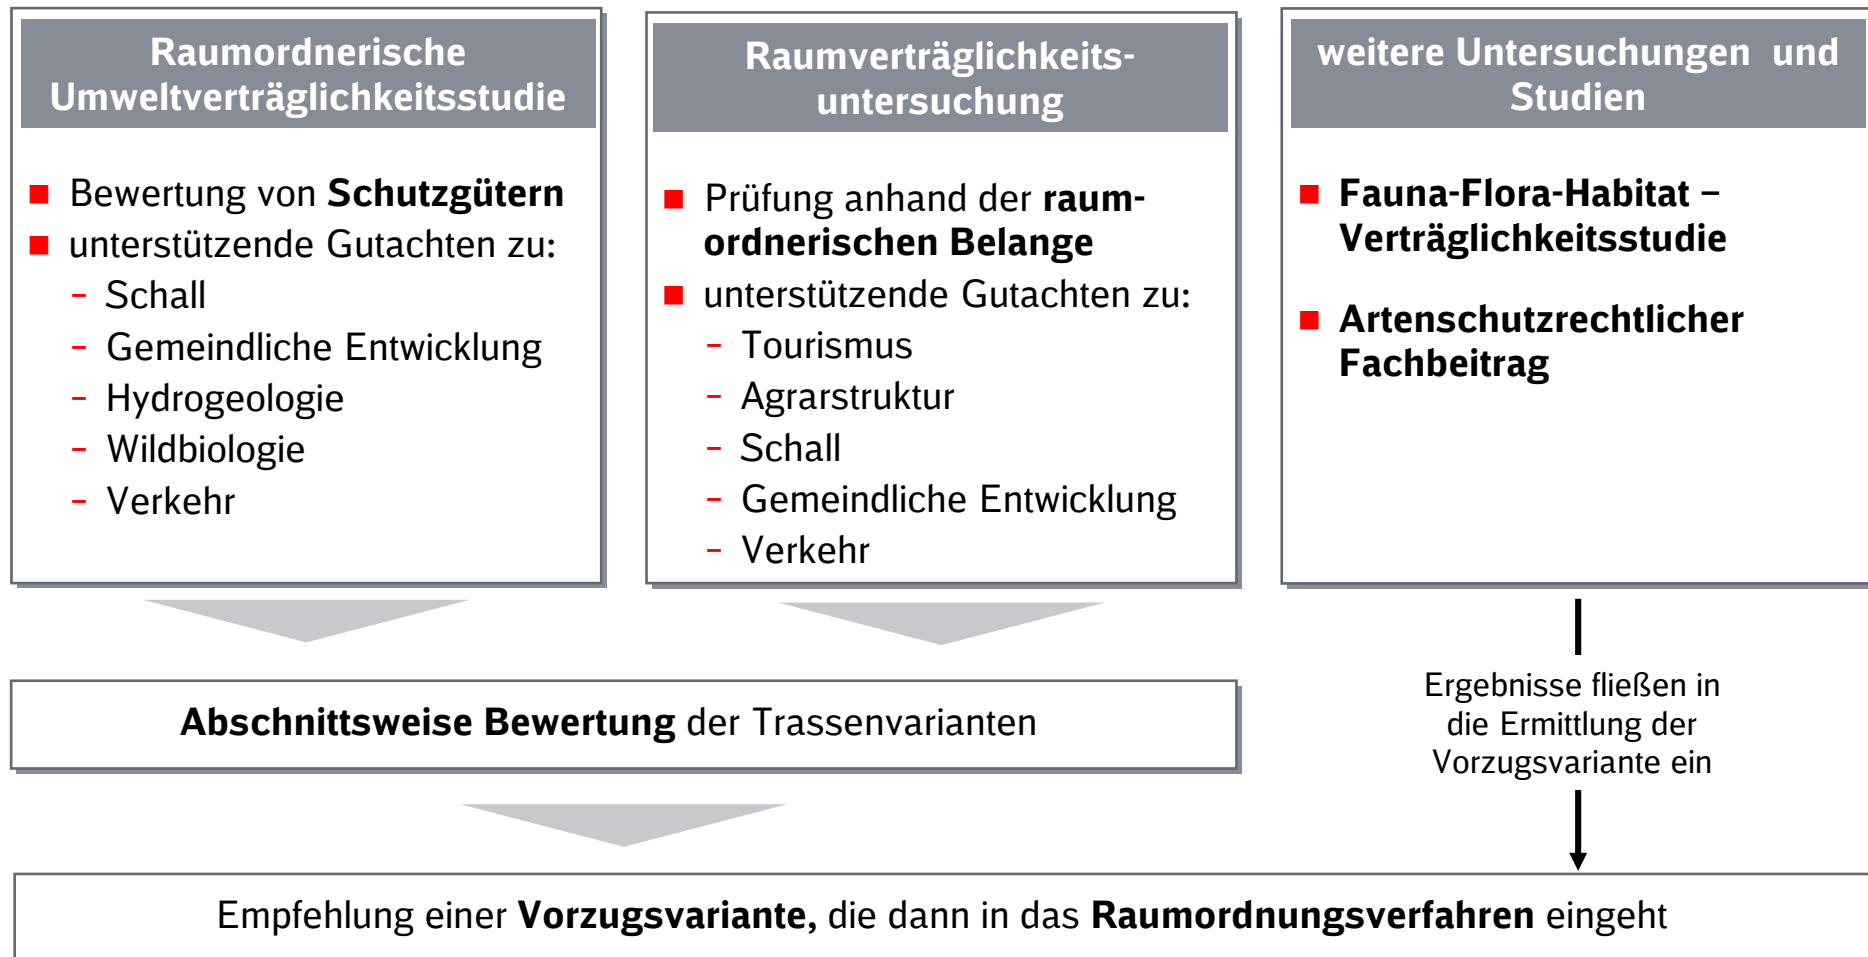 Raumordnerische
Umweltverträglichkeitsstudie
■ Bewertung von Schutzgütern
■ unterstützende Gutachten zu:
– Schall
– Gemeindliche Entwicklung
– Hydrogeologie
– Wildbiologie
– Verkehr
Raumverträglichkeits-
untersuchung
■ Prüfung anhand der raum-
ordnerischen Belange
■ unterstützende Gutachten zu:
– Tourismus
– Agrarstruktur
– Schall
– Gemeindliche Entwicklung
– Verkehr
weitere Untersuchungen und
Studien
■ Fauna-Flora-Habitat –
Verträglichkeitsstudie
■ Artenschutzrechtlicher
Fachbeitrag
Abschnittsweise Bewertung der Trassenvarianten
Ergebnisse fließen in
die Ermittlung der
Vorzugsvariante ein
Empfehlung einer Vorzugsvariante, die dann in das Raumordnungsverfahren eingeht